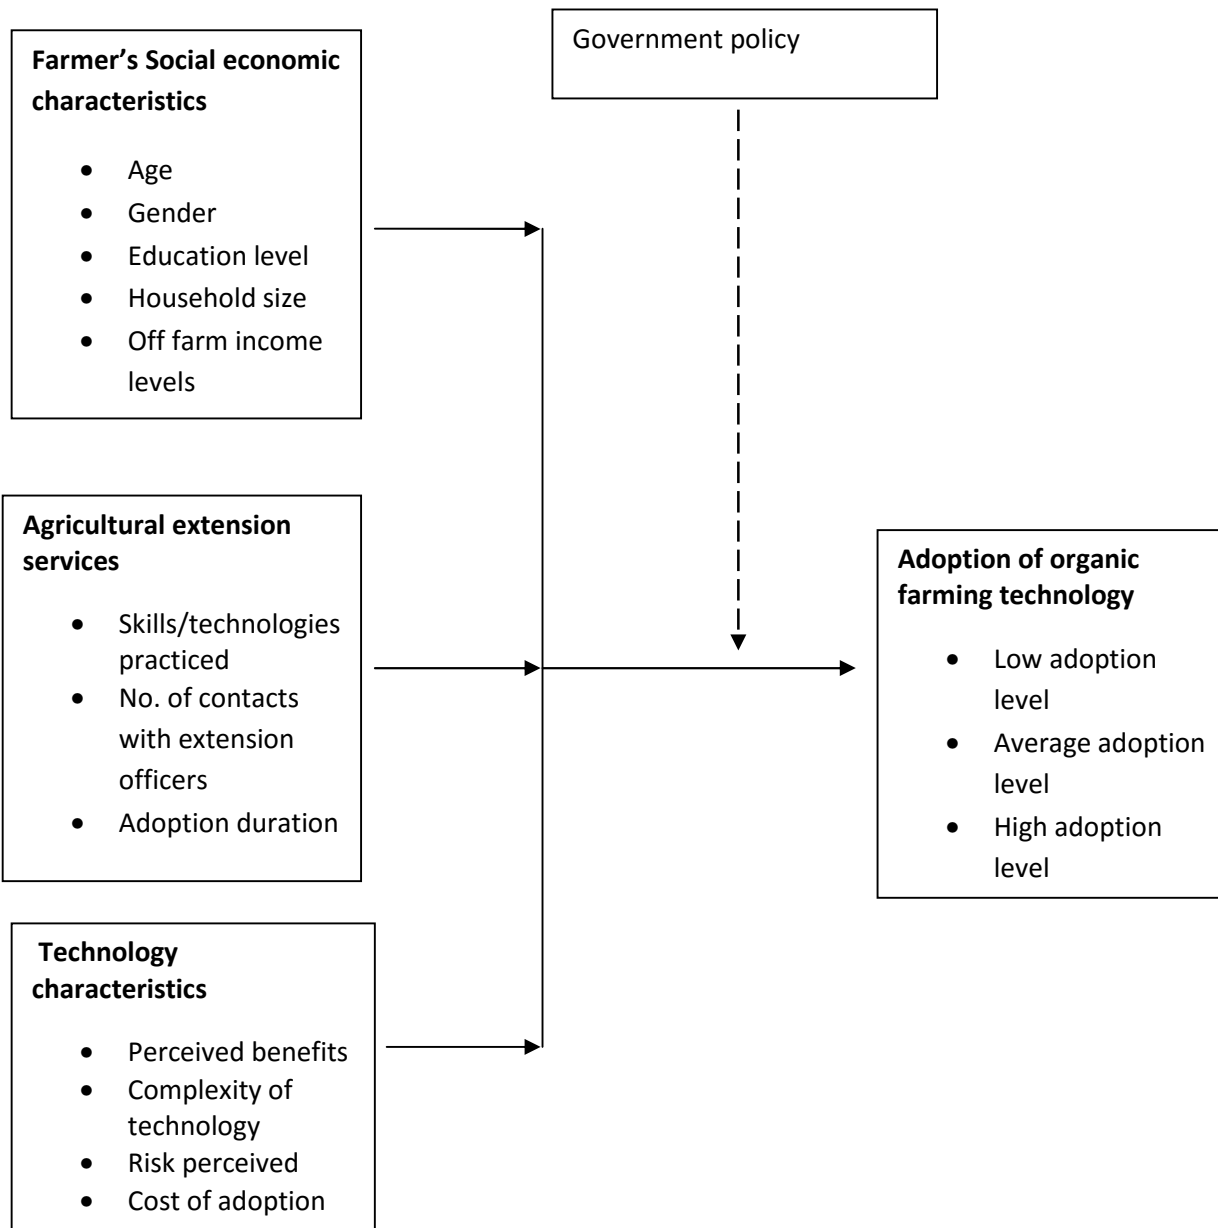 Government policy
Farmer’s Social economic
characteristics
• Age
• Gender
• Education level
• Household size
• Off farm income
levels
Agricultural extension
services
• Skills/technologies
practiced
• No. of contacts
with extension
officers
• Adoption duration
Adoption of organic
farming technology
• Low adoption
level
• Average adoption
level
• High adoption
level
Technology
characteristics
• Perceived benefits
• Complexity of
technology
• Risk perceived
• Cost of adoption